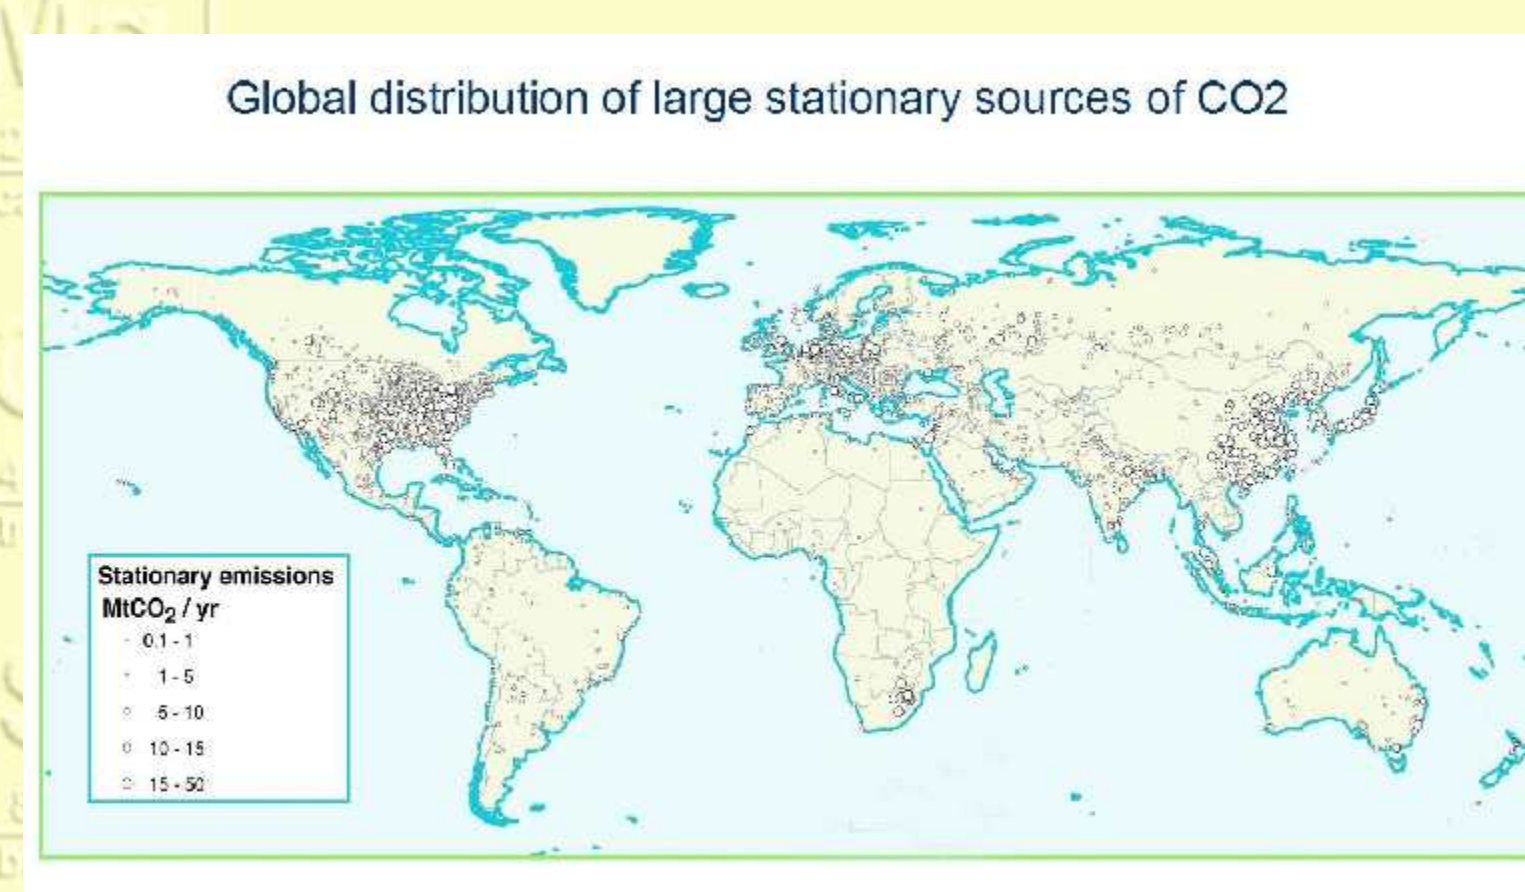 Global distribution of large stationary sources of CO2
Stationary emissions
MtCO₂ / yr
0.1 - 1
1 - 5
5 - 10
10 - 15
15 - 50